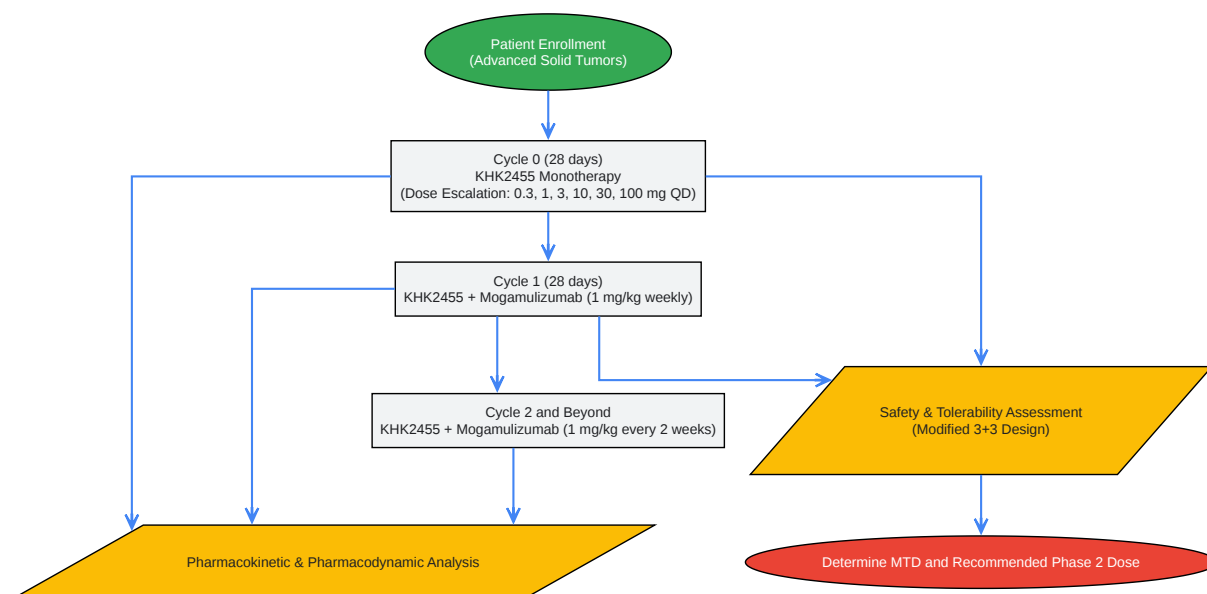 Patient Enrollment
(Advanced Solid Tumors)
Cycle 0 (28 days)
KHK2455 Monotherapy
(Dose Escalation: 0.3, 1, 3, 10, 30, 100 mg QD)
Cycle 1 (28 days)
KHK2455 + Mogamulizumab (1 mg/kg weekly)
Cycle 2 and Beyond
KHK2455 + Mogamulizumab (1 mg/kg every 2 weeks)
Safety & Tolerability Assessment
(Modified 3+3 Design)
Pharmacokinetic & Pharmacodynamic Analysis
Determine MTD and Recommended Phase 2 Dose